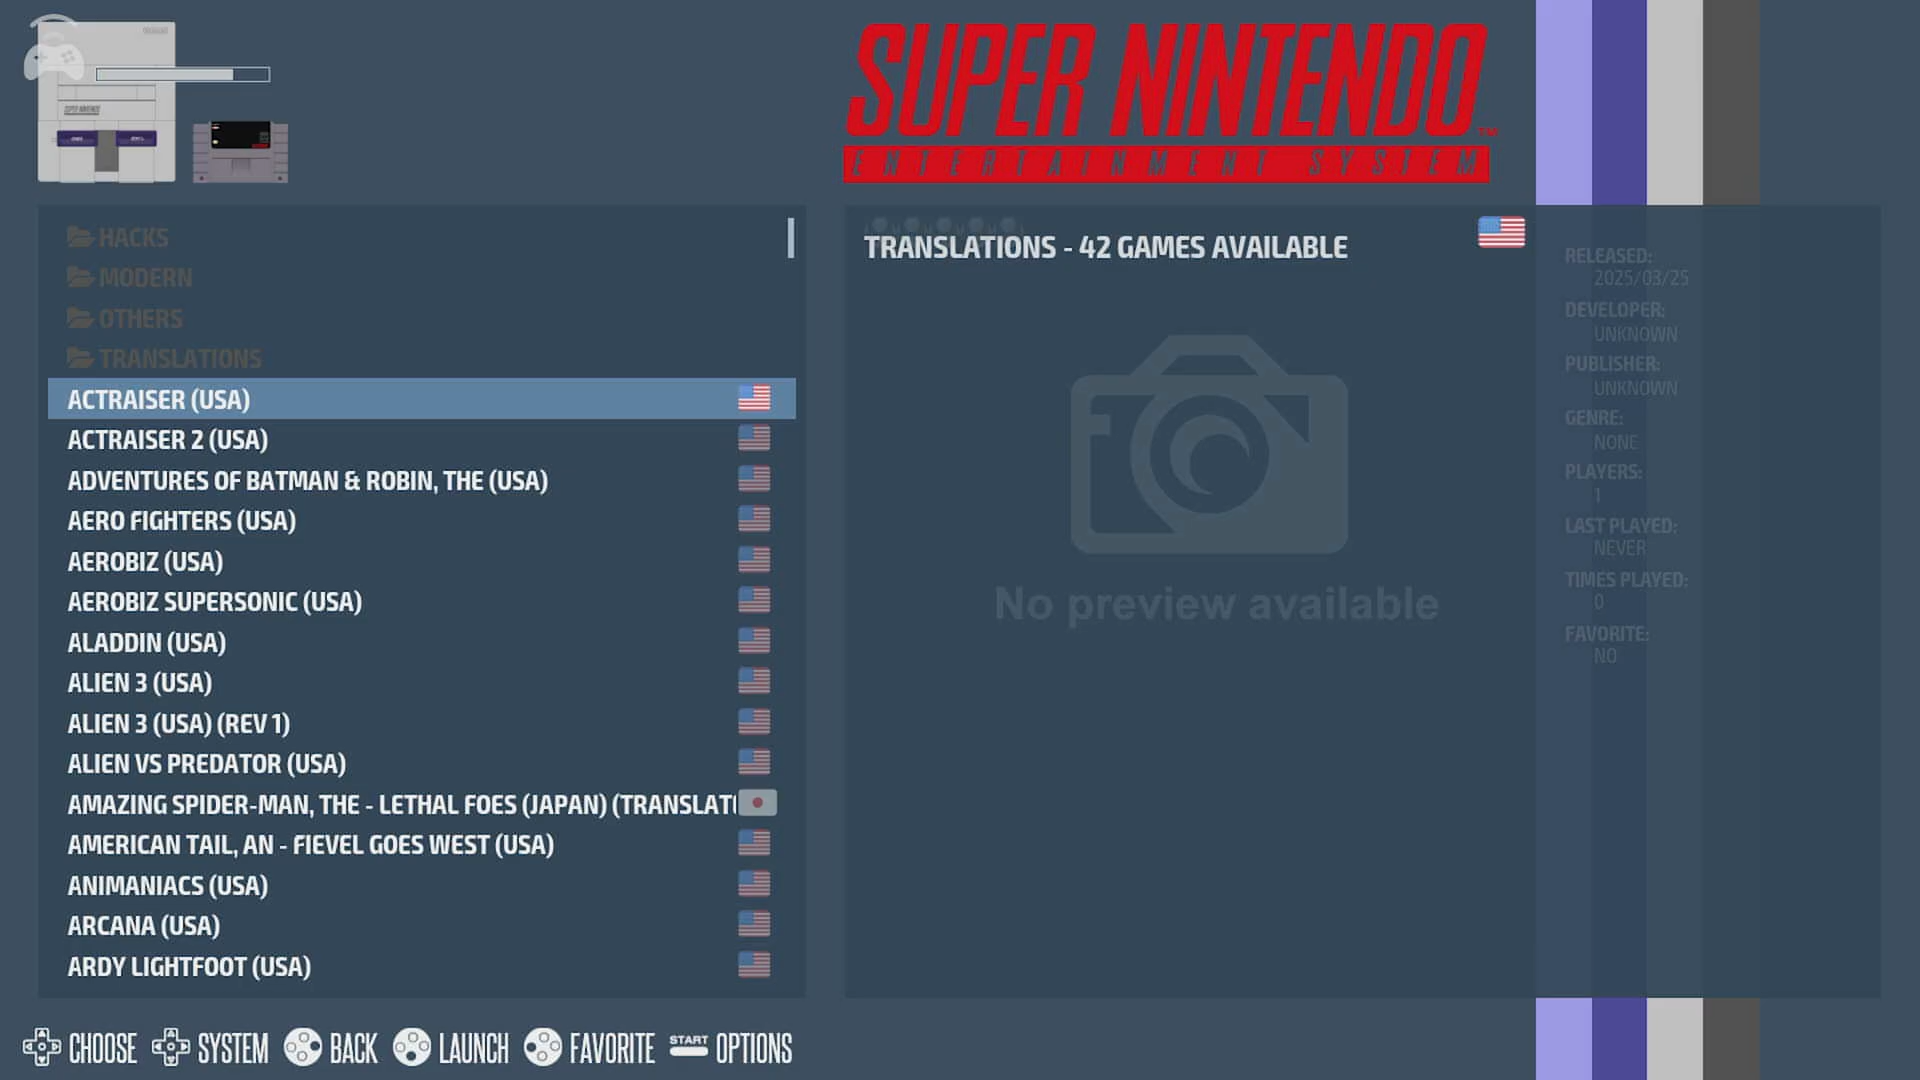 SUPER NINTENDO
SUPER NINTENDO™
ENTERTAINMENT SYSTEM
HACKS
MODERN
OTHERS
TRANSLATIONS
ACTRAISER (USA)
ACTRAISER 2 (USA)
ADVENTURES OF BATMAN & ROBIN, THE (USA)
AERO FIGHTERS (USA)
AEROBIZ (USA)
AEROBIZ SUPERSONIC (USA)
ALADDIN (USA)
ALIEN 3 (USA)
ALIEN 3 (USA) (REV 1)
ALIEN VS PREDATOR (USA)
AMAZING SPIDER-MAN, THE - LETHAL FOES (JAPAN) (TRANSLATI
AMERICAN TAIL, AN - FIEVEL GOES WEST (USA)
ANIMANIACS (USA)
ARCANA (USA)
ARDY LIGHTFOOT (USA)
TRANSLATIONS - 42 GAMES AVAILABLE
No preview available
RELEASED:
2025/03/25
DEVELOPER:
UNKNOWN
PUBLISHER:
UNKNOWN
GENRE:
NONE
PLAYERS:
1
LAST PLAYED:
NEVER
TIMES PLAYED:
0
FAVORITE:
NO
CHOOSE SYSTEM BACK LAUNCH FAVORITE START OPTIONS